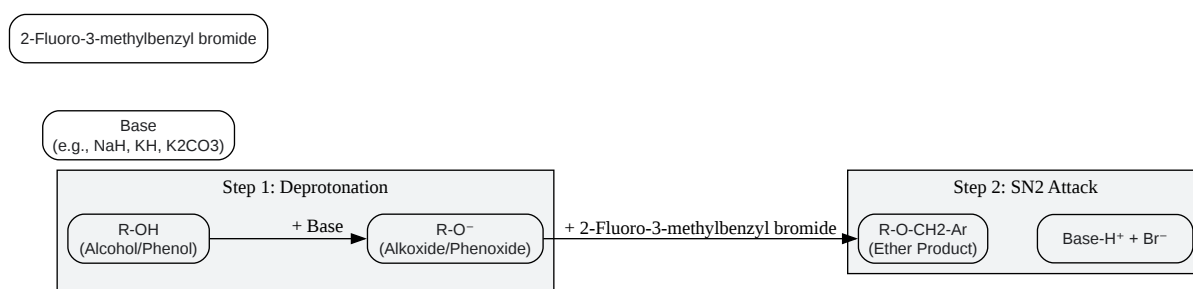 2-Fluoro-3-methylbenzyl bromide
Base
(e.g., NaH, KH, K2CO3)
Step 1: Deprotonation
R-OH
(Alcohol/Phenol)
+ Base
R-O⁻
(Alkoxide/Phenoxide)
+ 2-Fluoro-3-methylbenzyl bromide
Step 2: SN2 Attack
R-O-CH2-Ar
(Ether Product)
Base-H⁺ + Br⁻